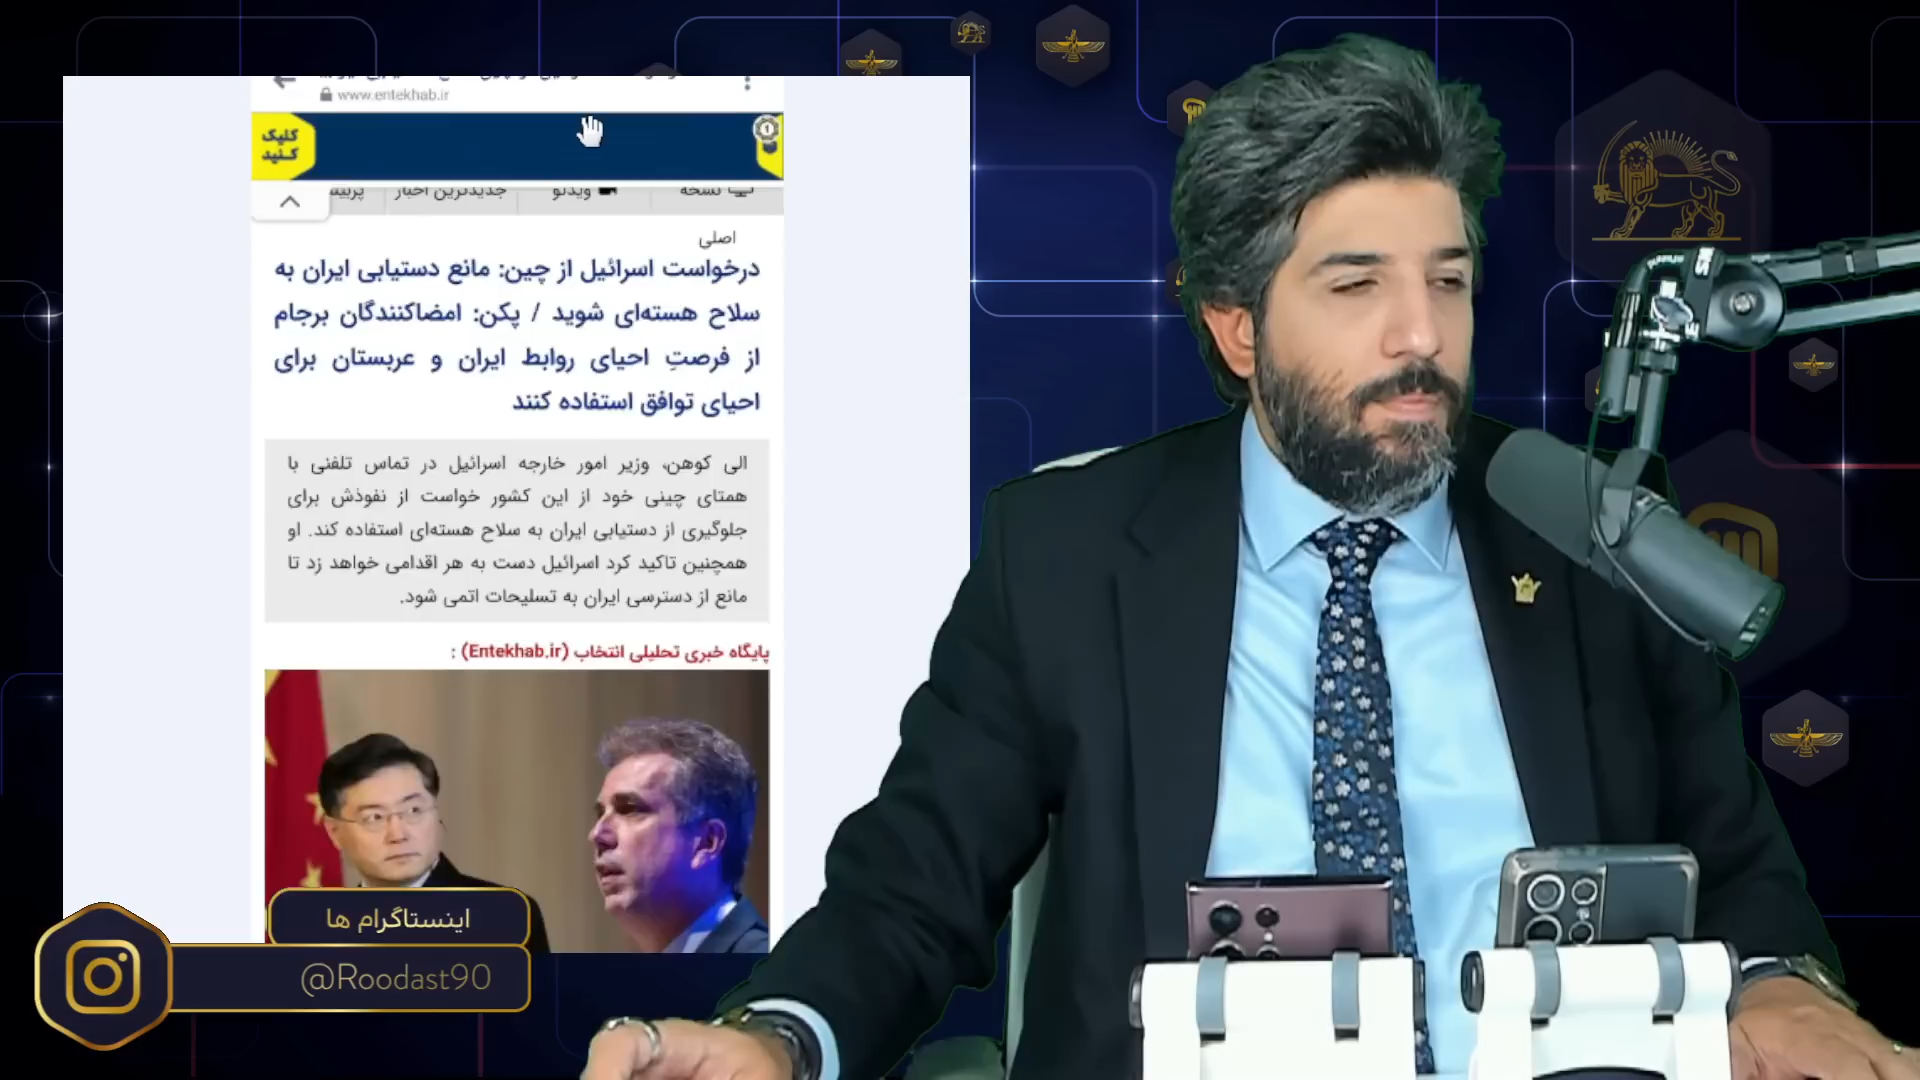 www.entekhab.ir
کلیک
کنید
نسخه
ویدئو
جدیدترین اخبار
اصلی
درخواست اسرائیل از چین: مانع دستیابی ایران به
سلاح هسته‌ای شوید / پکن: امضاکنندگان برجام
از فرصتِ احیای روابط ایران و عربستان برای
احیای توافق استفاده کنند
الی کوهن، وزیر امور خارجه اسرائیل در تماس تلفنی با
همتای چینی خود از این کشور خواست از نفوذش برای
جلوگیری از دستیابی ایران به سلاح هسته‌ای استفاده کند. او
همچنین تاکید کرد اسرائیل دست به هر اقدامی خواهد زد تا
مانع از دسترسی ایران به تسلیحات اتمی شود.
پایگاه خبری تحلیلی انتخاب (Entekhab.ir) :
اینستاگرام ها
@Roodast90